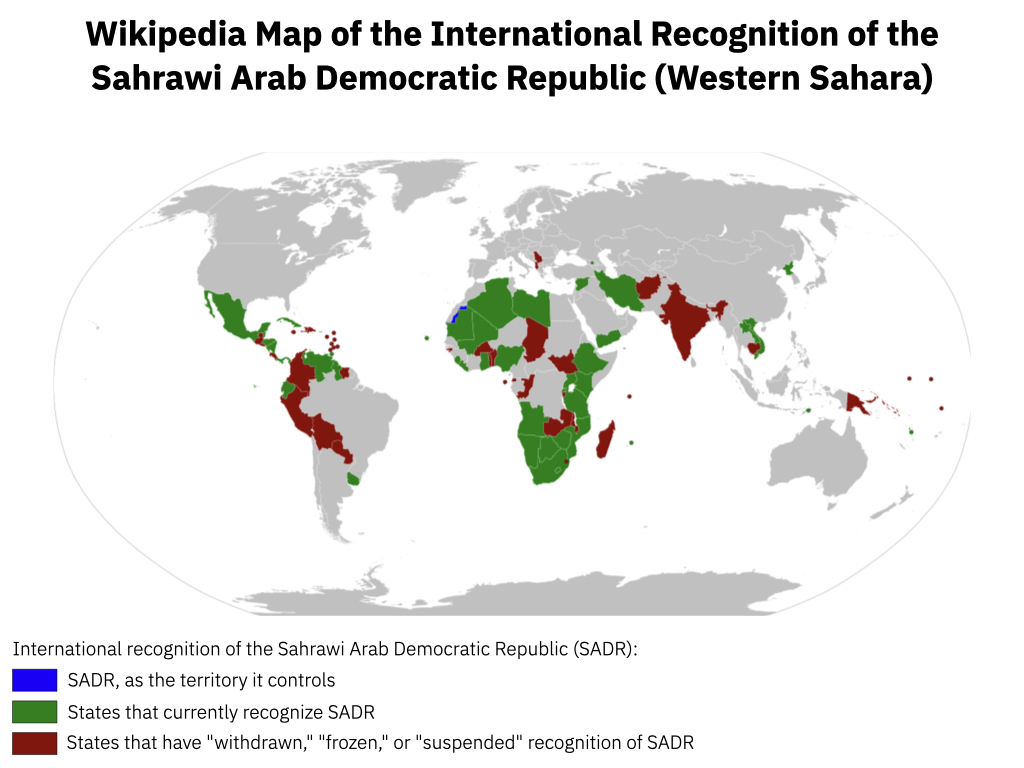 Wikipedia Map of the International Recognition of the
Sahrawi Arab Democratic Republic (Western Sahara)
International recognition of the Sahrawi Arab Democratic Republic (SADR):
SADR, as the territory it controls
States that currently recognize SADR
States that have "withdrawn," "frozen," or "suspended" recognition of SADR